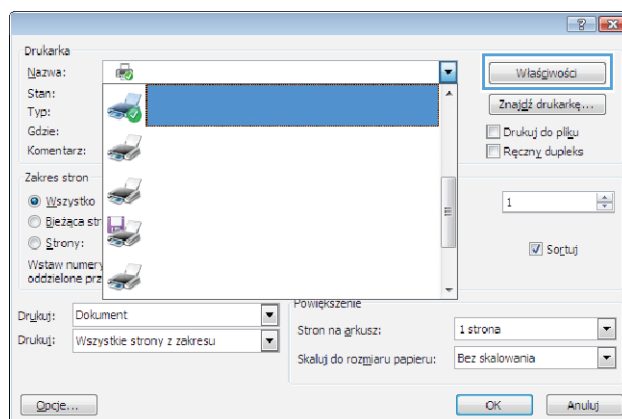 Drukarka
Nazwa:
Właściwości
Stan:
Znajdź drukarkę...
Typ:
Gdzie:
Drukuj do pliku
Komentarz:
Ręczny dupleks
Zakres stron
Wszystko
1
Bieżąca str
Strony:
Sortuj
Wstaw numery
oddzielone prz
Powiększenie
Drukuj: Dokument
Stron na arkusz: 1 strona
Drukuj: Wszystkie strony z zakresu
Skaluj do rozmiaru papieru: Bez skalowania
Opcje...
OK
Anuluj